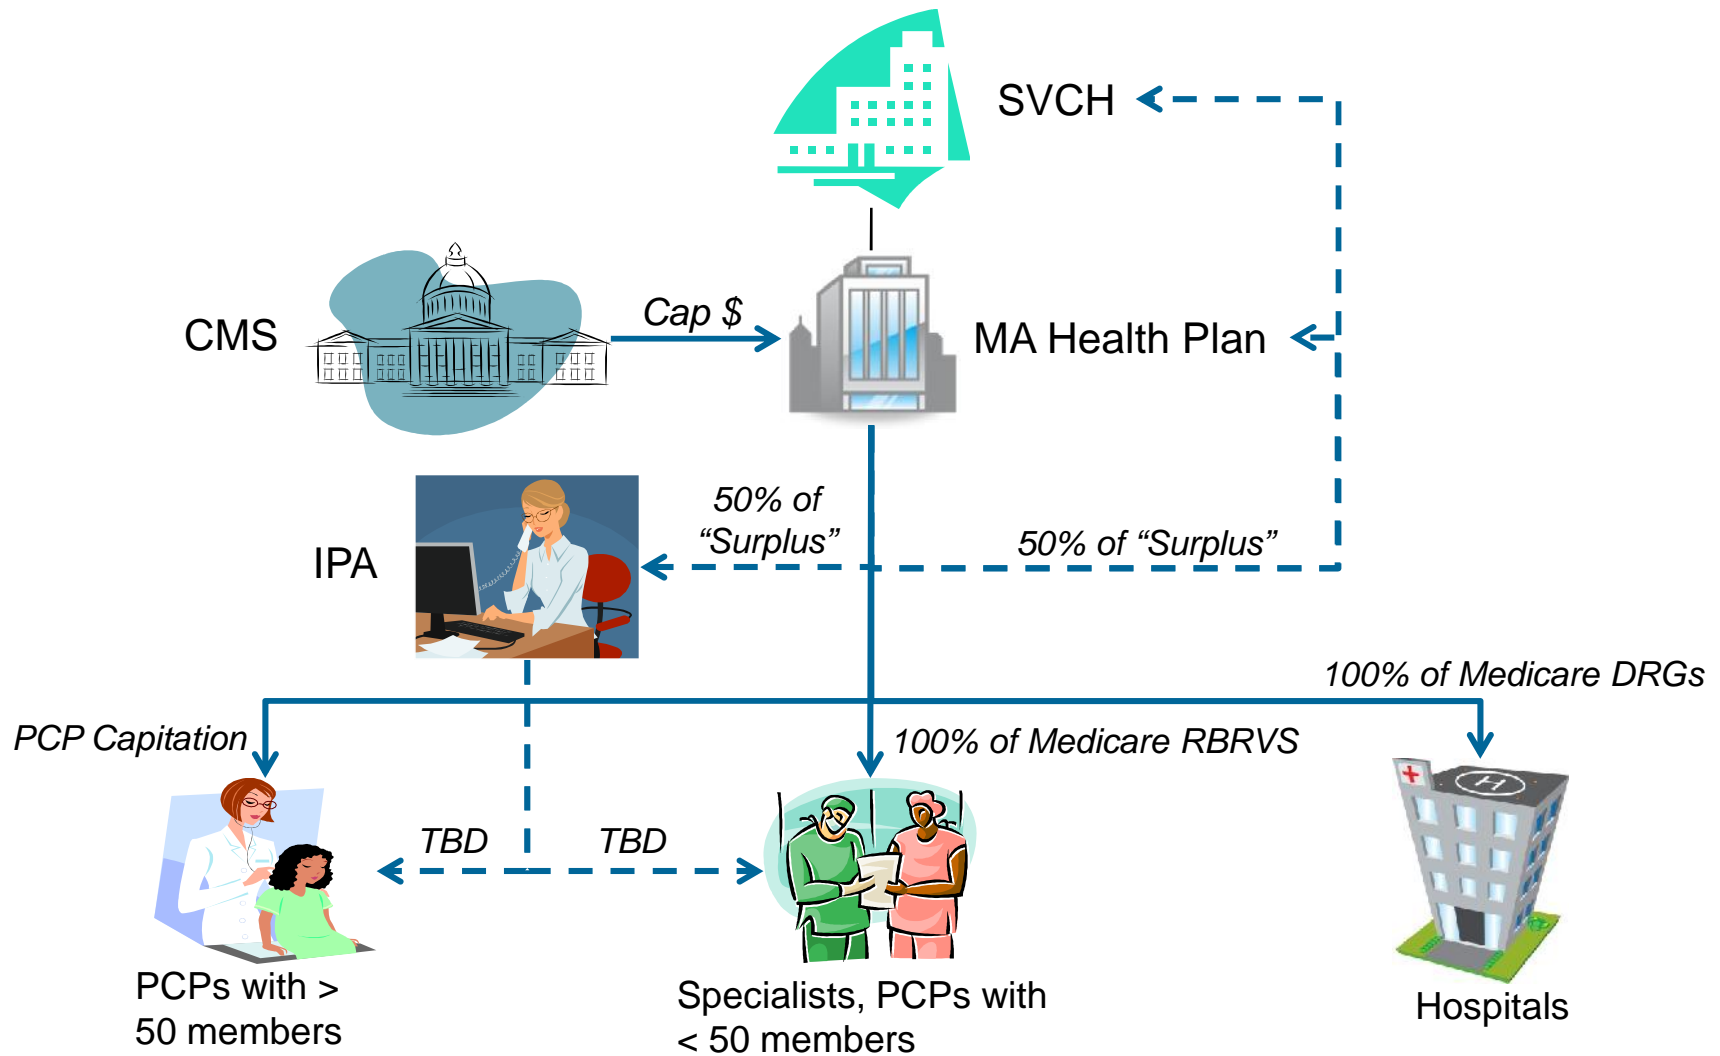 SVCH
CMS
Cap $
MA Health Plan
50% of
“Surplus”
50% of “Surplus”
IPA
100% of Medicare DRGs
PCP Capitation
100% of Medicare RBRVS
TBD
TBD
H
PCPs with >
50 members
Specialists, PCPs with
< 50 members
Hospitals